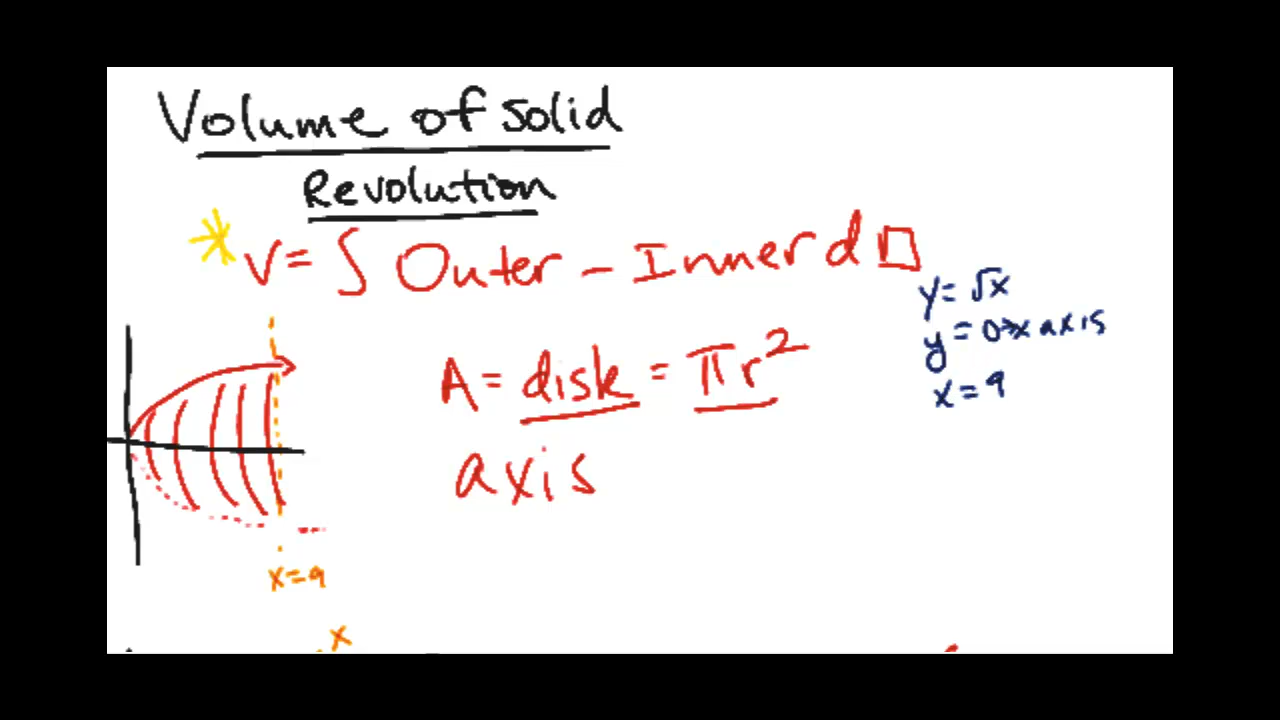 Volume of Solid
Revolution
*V = ∫ Outer - Inner d □
y = √x
y = 0 → x axis
x = 9
A = disk = πr²
axis
x = 9
x